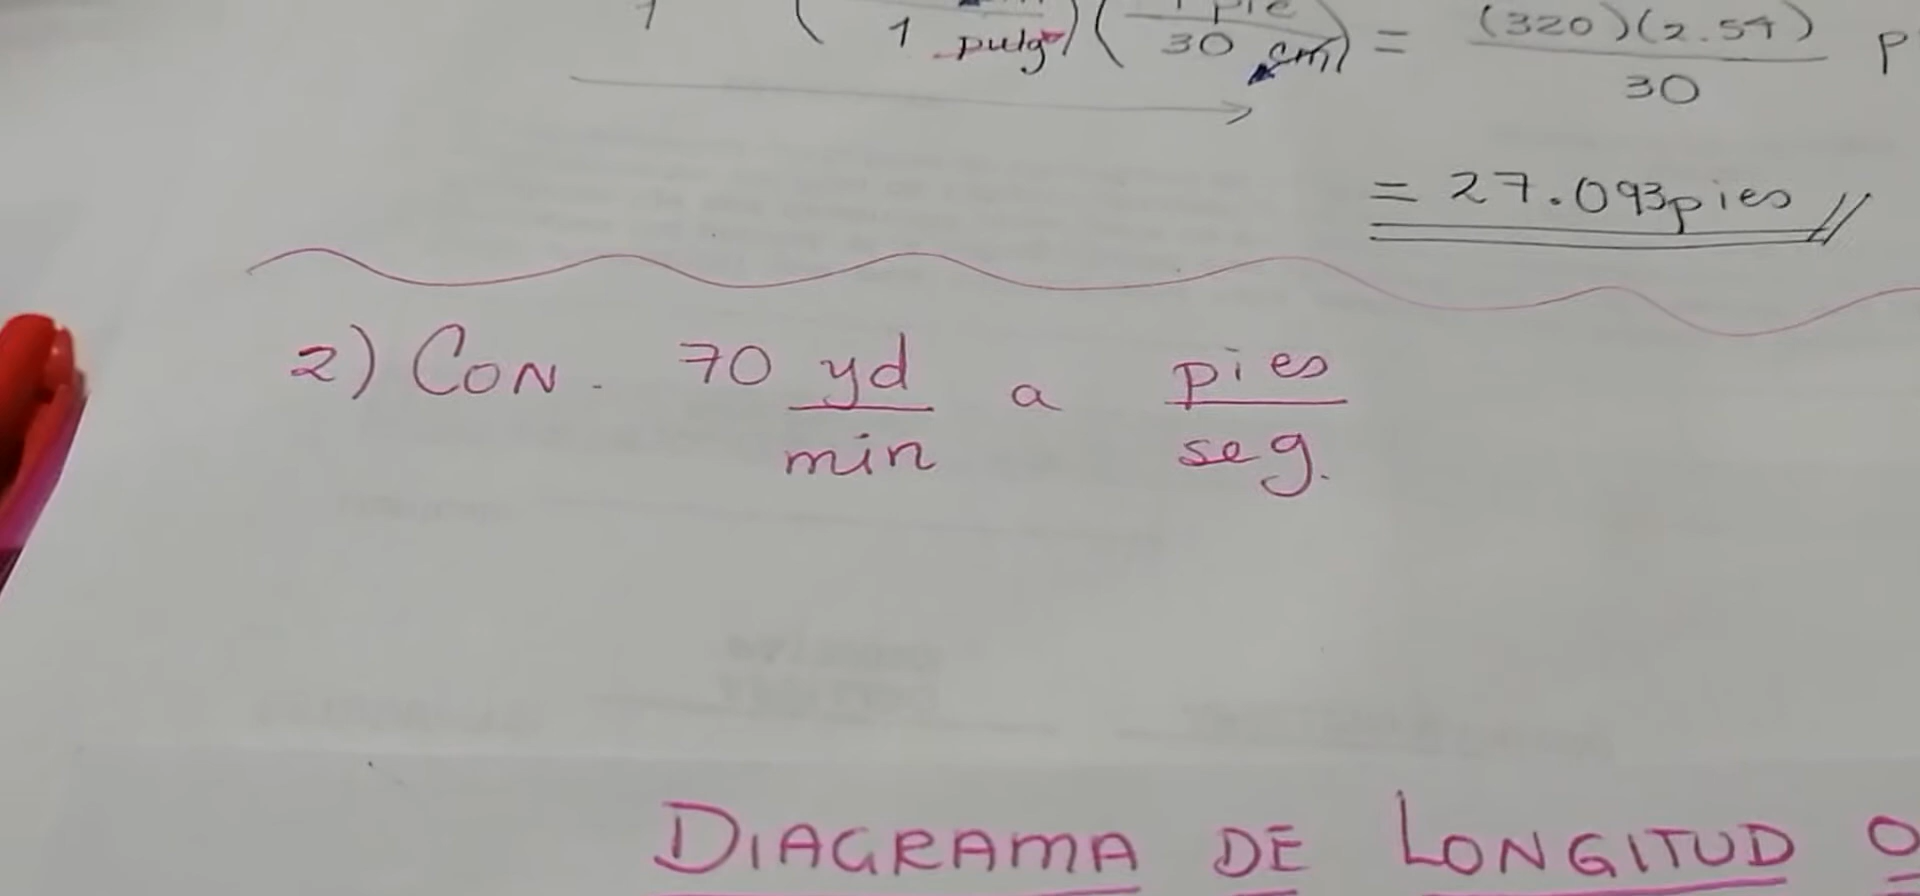 1 pulg 30 cm = (320)(2.54)
30
= 27.093 pies //
2) CON. 70 yd a pies
min seg.
DIAGRAMA DE LONGITUD